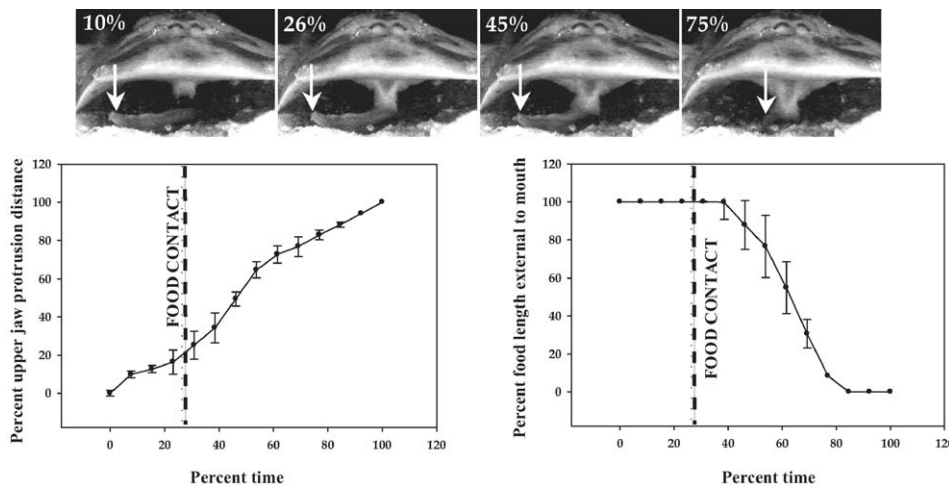 10% 26% 45% 75%
Percent upper jaw protrusion distance
120
100
80
60
40
20
0
FOOD CONTACT
0 20 40 60 80 100 120
Percent time
Percent food length external to mouth
120
100
80
60
40
20
0
FOOD CONTACT
0 20 40 60 80 100 120
Percent time